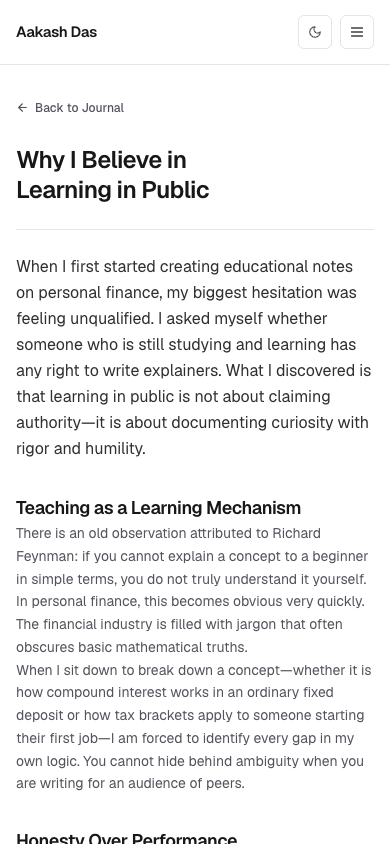 Aakash Das
← Back to Journal
Why I Believe in
Learning in Public
When I first started creating educational notes
on personal finance, my biggest hesitation was
feeling unqualified. I asked myself whether
someone who is still studying and learning has
any right to write explainers. What I discovered is
that learning in public is not about claiming
authority—it is about documenting curiosity with
rigor and humility.
Teaching as a Learning Mechanism
There is an old observation attributed to Richard
Feynman: if you cannot explain a concept to a beginner
in simple terms, you do not truly understand it yourself.
In personal finance, this becomes obvious very quickly.
The financial industry is filled with jargon that often
obscures basic mathematical truths.
When I sit down to break down a concept—whether it is
how compound interest works in an ordinary fixed
deposit or how tax brackets apply to someone starting
their first job—I am forced to identify every gap in my
own logic. You cannot hide behind ambiguity when you
are writing for an audience of peers.
Honesty Over Performance